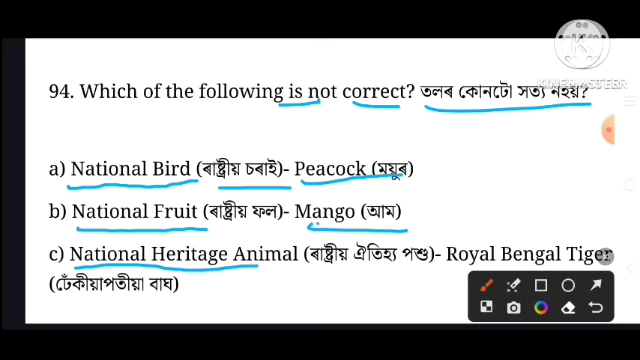 KINEMASTER
94. Which of the following is not correct? তলৰ কোনটো সত্য নহয়?
a) National Bird (ৰাষ্ট্ৰীয় চৰাই)- Peacock (ময়ুৰ)
b) National Fruit (ৰাষ্ট্ৰীয় ফল)- Mango (আম)
c) National Heritage Animal (ৰাষ্ট্ৰীয় ঐতিহ্য পশু)- Royal Bengal Tiger
(ঢেঁকীয়াপতীয়া বাঘ)